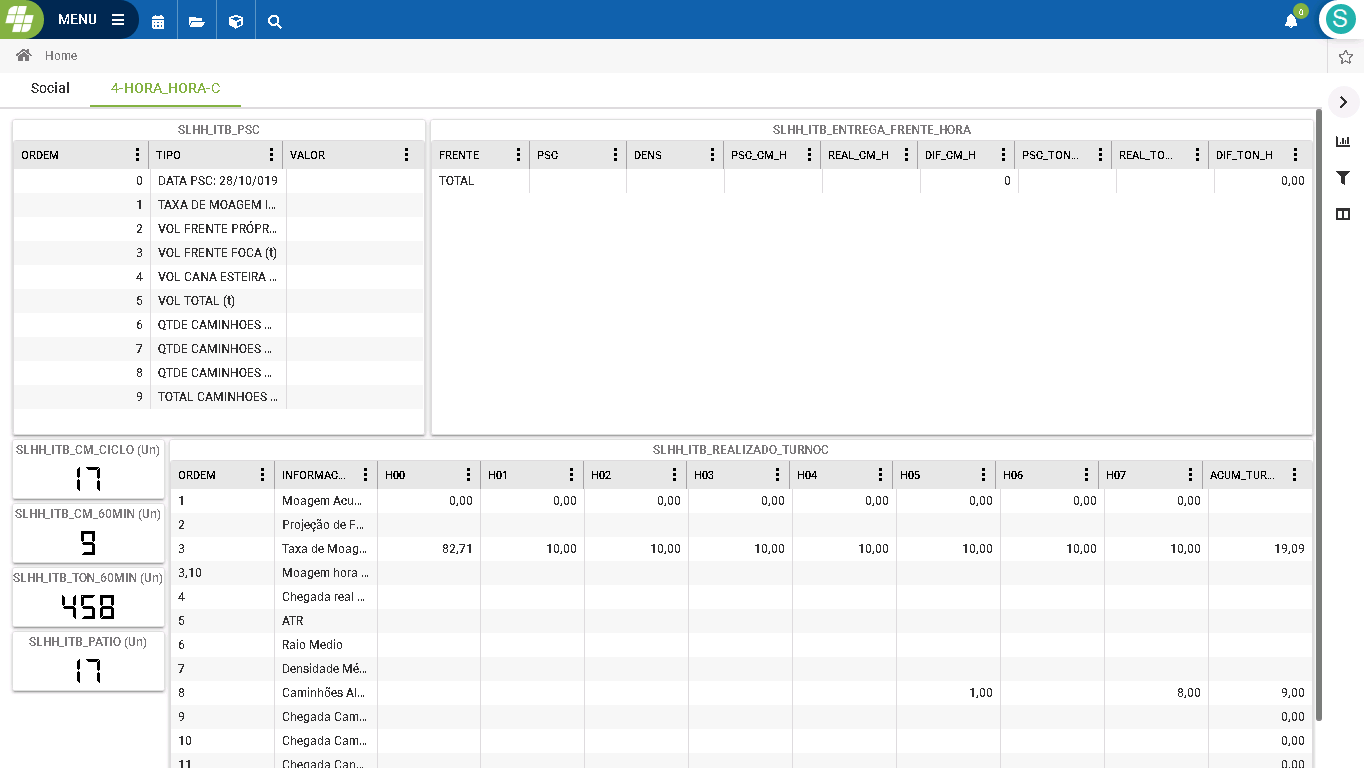 MENU
0
S
Home
Social 4-HORA_HORA-C
SLHH_ITB_PSC
ORDEM TIPO VALOR
0 DATA PSC: 28/10/019
1 TAXA DE MOAGEM I...
2 VOL FRENTE PRÓPR...
3 VOL FRENTE FOCA (t)
4 VOL CANA ESTEIRA ...
5 VOL TOTAL (t)
6 QTDE CAMINHOES ...
7 QTDE CAMINHOES ...
8 QTDE CAMINHOES ...
9 TOTAL CAMINHOES ...
SLHH_ITB_ENTREGA_FRENTE_HORA
FRENTE PSC DENS PSC_CM_H REAL_CM_H DIF_CM_H PSC_TON... REAL_TO... DIF_TON_H
TOTAL 0 0,00
SLHH_ITB_CM_CICLO (Un)
17
SLHH_ITB_CM_60MIN (Un)
9
SLHH_ITB_TON_60MIN (Un)
458
SLHH_ITB_PATIO (Un)
17
SLHH_ITB_REALIZADO_TURNOC
ORDEM INFORMAC... H00 H01 H02 H03 H04 H05 H06 H07 ACUM_TUR...
1 Moagem Acu... 0,00 0,00 0,00 0,00 0,00 0,00 0,00 0,00
2 Projeção de F...
3 Taxa de Moag... 82,71 10,00 10,00 10,00 10,00 10,00 10,00 10,00 19,09
3,10 Moagem hora ...
4 Chegada real ...
5 ATR
6 Raio Medio
7 Densidade Mé...
8 Caminhões Al... 1,00 8,00 9,00
9 Chegada Cam... 0,00
10 Chegada Cam... 0,00
11 Chegada Can... 0,00